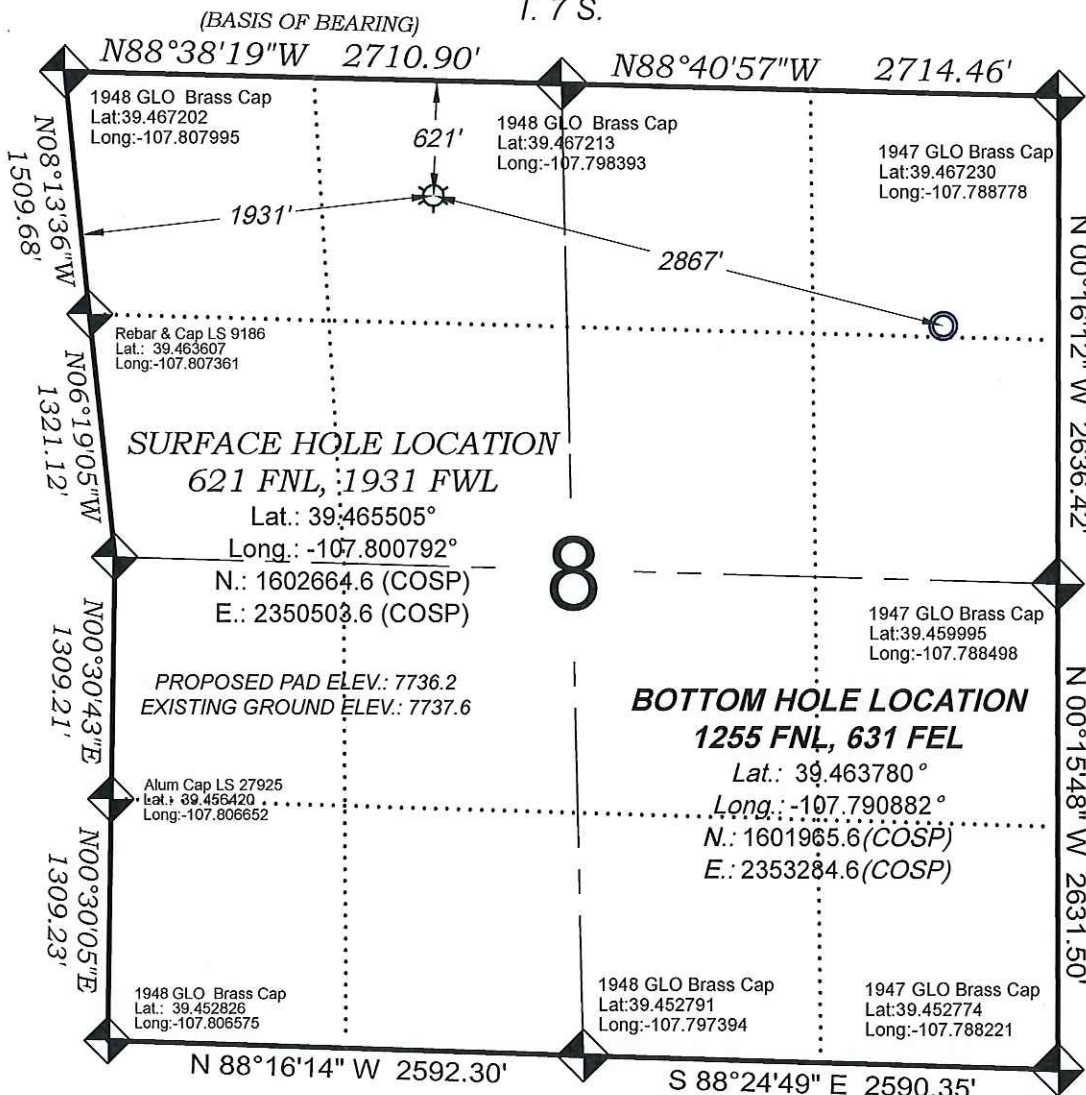 T. 7 S.
(BASIS OF BEARING)
N88°38'19"W 2710.90'
N88°40'57"W 2714.46'
1948 GLO Brass Cap
Lat:39.467202
Long:-107.807995
621'
1948 GLO Brass Cap
Lat:39.467213
Long:-107.798393
1947 GLO Brass Cap
Lat:39.467230
Long:-107.788778
N08°13'36"W
1509.68'
1931'
2867'
N 00°16'12" W 2636.42'
Rebar & Cap LS 9186
Lat.: 39.463607
Long:-107.807361
N06°19'05"W
1321.12'
SURFACE HOLE LOCATION
621 FNL, 1931 FWL
Lat.: 39.465505°
Long.: -107.800792°
N.: 1602664.6 (COSP)
E.: 2350503.6 (COSP)
8
1947 GLO Brass Cap
Lat:39.459995
Long:-107.788498
N00°30'43"E
1309.21'
PROPOSED PAD ELEV.: 7736.2
EXISTING GROUND ELEV.: 7737.6
BOTTOM HOLE LOCATION
1255 FNL, 631 FEL
Lat.: 39.463780°
Long.: -107.790882°
N.: 1601965.6(COSP)
E.: 2353284.6(COSP)
N 00°15'48" W 2631.50'
Alum Cap LS 27925
Lat.: 39.456420
Long:-107.806652
N00°30'05"E
1309.23'
1948 GLO Brass Cap
Lat.: 39.452826
Long:-107.806575
1948 GLO Brass Cap
Lat:39.452791
Long:-107.797394
1947 GLO Brass Cap
Lat:39.452774
Long:-107.788221
N 88°16'14" W 2592.30'
S 88°24'49" E 2590.35'